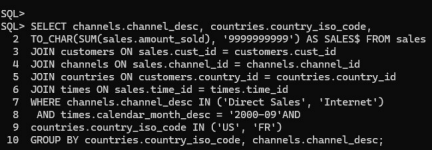 SQL>
SQL> SELECT channels.channel_desc, countries.country_iso_code,
2 TO_CHAR(SUM(sales.amount_sold), '9999999999') AS SALES$ FROM sales
3 JOIN customers ON sales.cust_id = customers.cust_id
4 JOIN channels ON sales.channel_id = channels.channel_id
5 JOIN countries ON customers.country_id = countries.country_id
6 JOIN times ON sales.time_id = times.time_id
7 WHERE channels.channel_desc IN ('Direct Sales', 'Internet')
8 AND times.calendar_month_desc = '2000-09'AND
9 countries.country_iso_code IN ('US', 'FR')
10 GROUP BY countries.country_iso_code, channels.channel_desc;